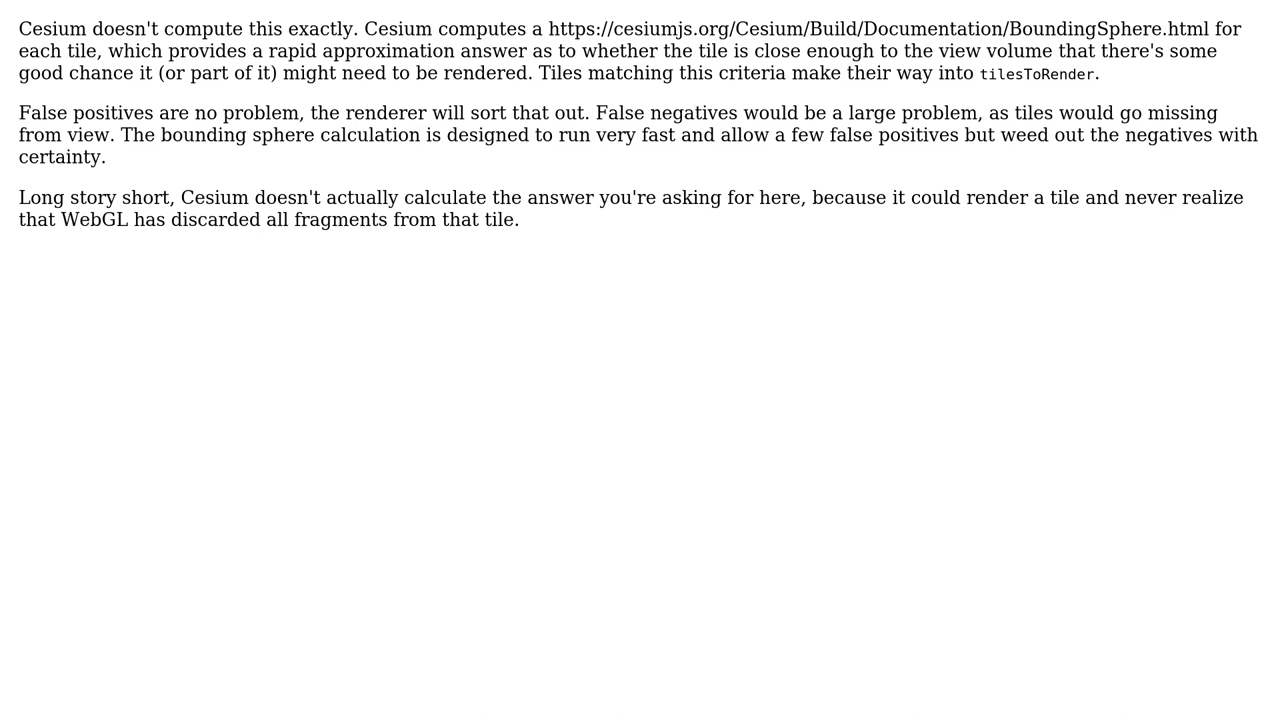 Cesium doesn't compute this exactly. Cesium computes a https://cesiumjs.org/Cesium/Build/Documentation/BoundingSphere.html for
each tile, which provides a rapid approximation answer as to whether the tile is close enough to the view volume that there's some
good chance it (or part of it) might need to be rendered. Tiles matching this criteria make their way into tilesToRender.
False positives are no problem, the renderer will sort that out. False negatives would be a large problem, as tiles would go missing
from view. The bounding sphere calculation is designed to run very fast and allow a few false positives but weed out the negatives with
certainty.
Long story short, Cesium doesn't actually calculate the answer you're asking for here, because it could render a tile and never realize
that WebGL has discarded all fragments from that tile.